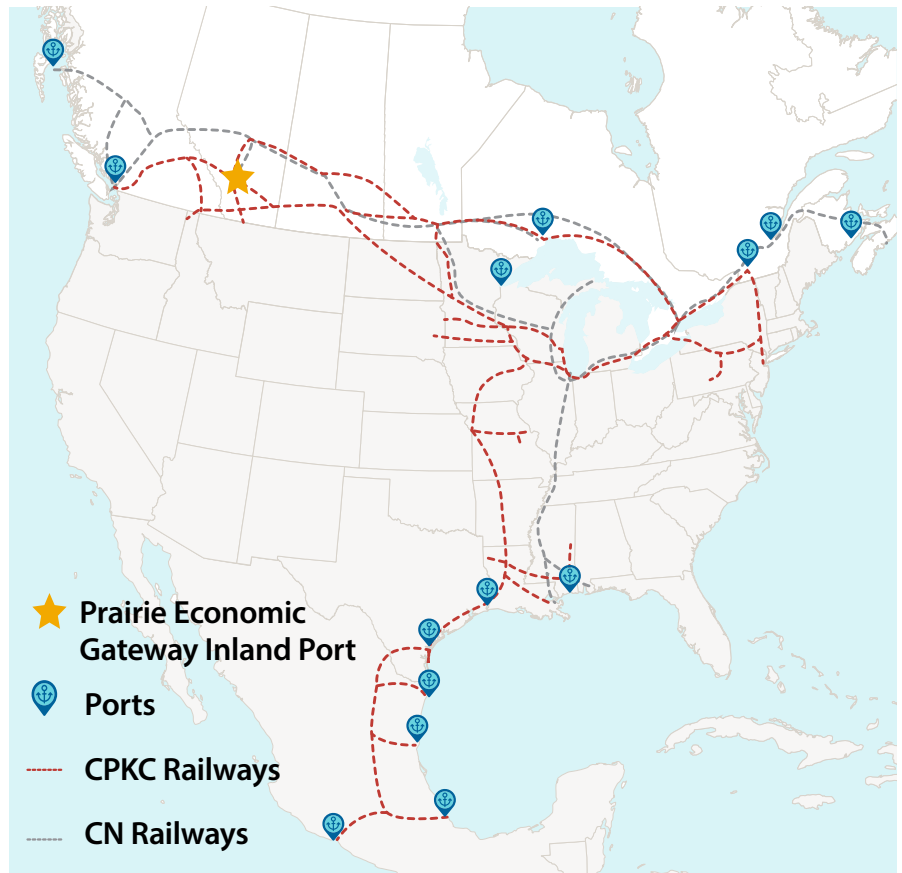 Prairie Economic
Gateway Inland Port
Ports
CPKC Railways
CN Railways